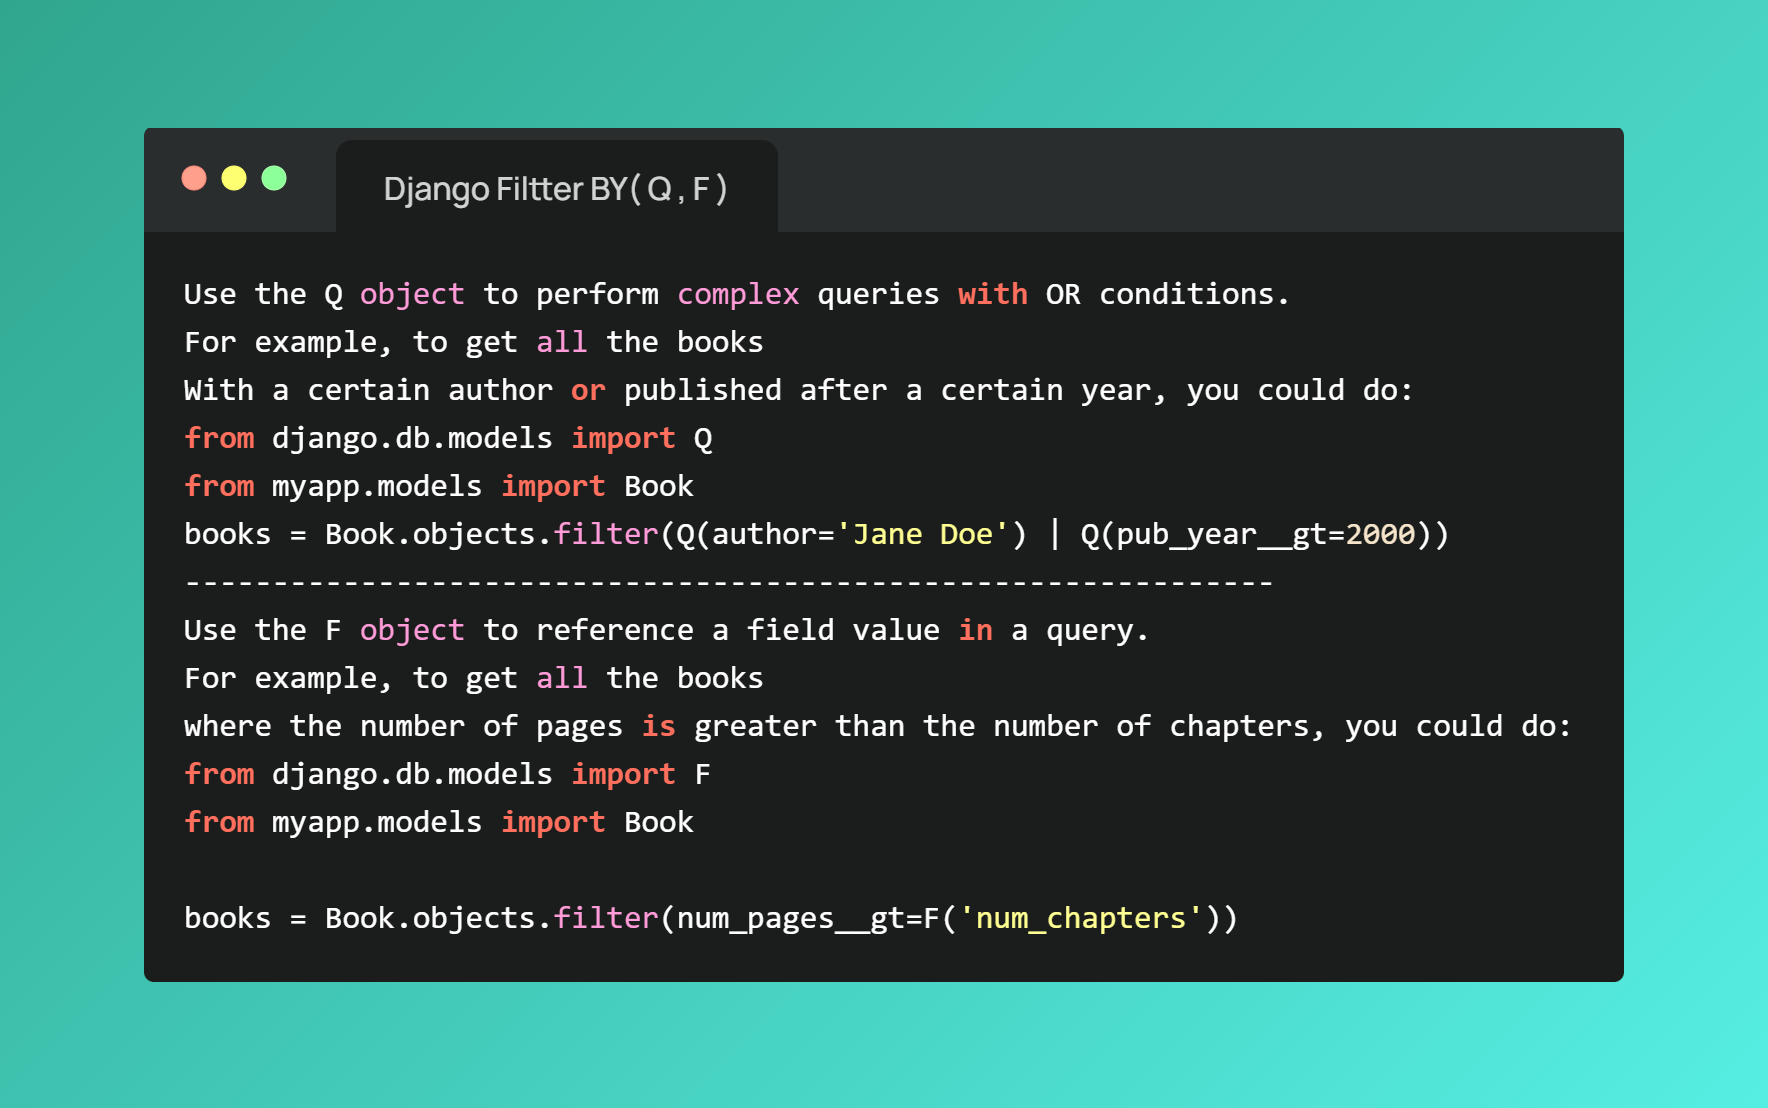 Django Filtter BY( Q , F )
Use the Q object to perform complex queries with OR conditions.
For example, to get all the books
With a certain author or published after a certain year, you could do:
from django.db.models import Q
from myapp.models import Book
books = Book.objects.filter(Q(author='Jane Doe') | Q(pub_year__gt=2000))
--------------------------------------------------------------
Use the F object to reference a field value in a query.
For example, to get all the books
where the number of pages is greater than the number of chapters, you could do:
from django.db.models import F
from myapp.models import Book
books = Book.objects.filter(num_pages__gt=F('num_chapters'))